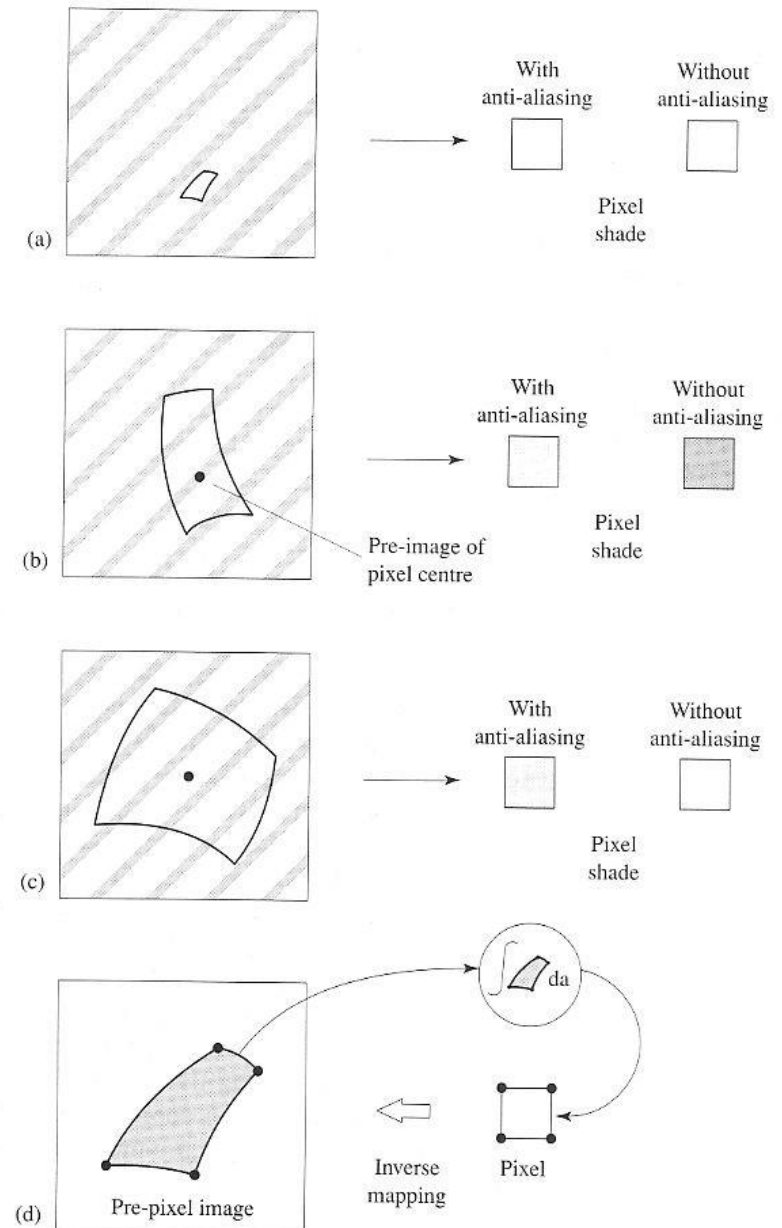 With
anti-aliasing
Without
anti-aliasing
Pixel
shade
(a)
With
anti-aliasing
Without
anti-aliasing
Pixel
shade
Pre-image of
pixel centre
(b)
With
anti-aliasing
Without
anti-aliasing
Pixel
shade
(c)
∫ da
Inverse
mapping
Pixel
Pre-pixel image
(d)